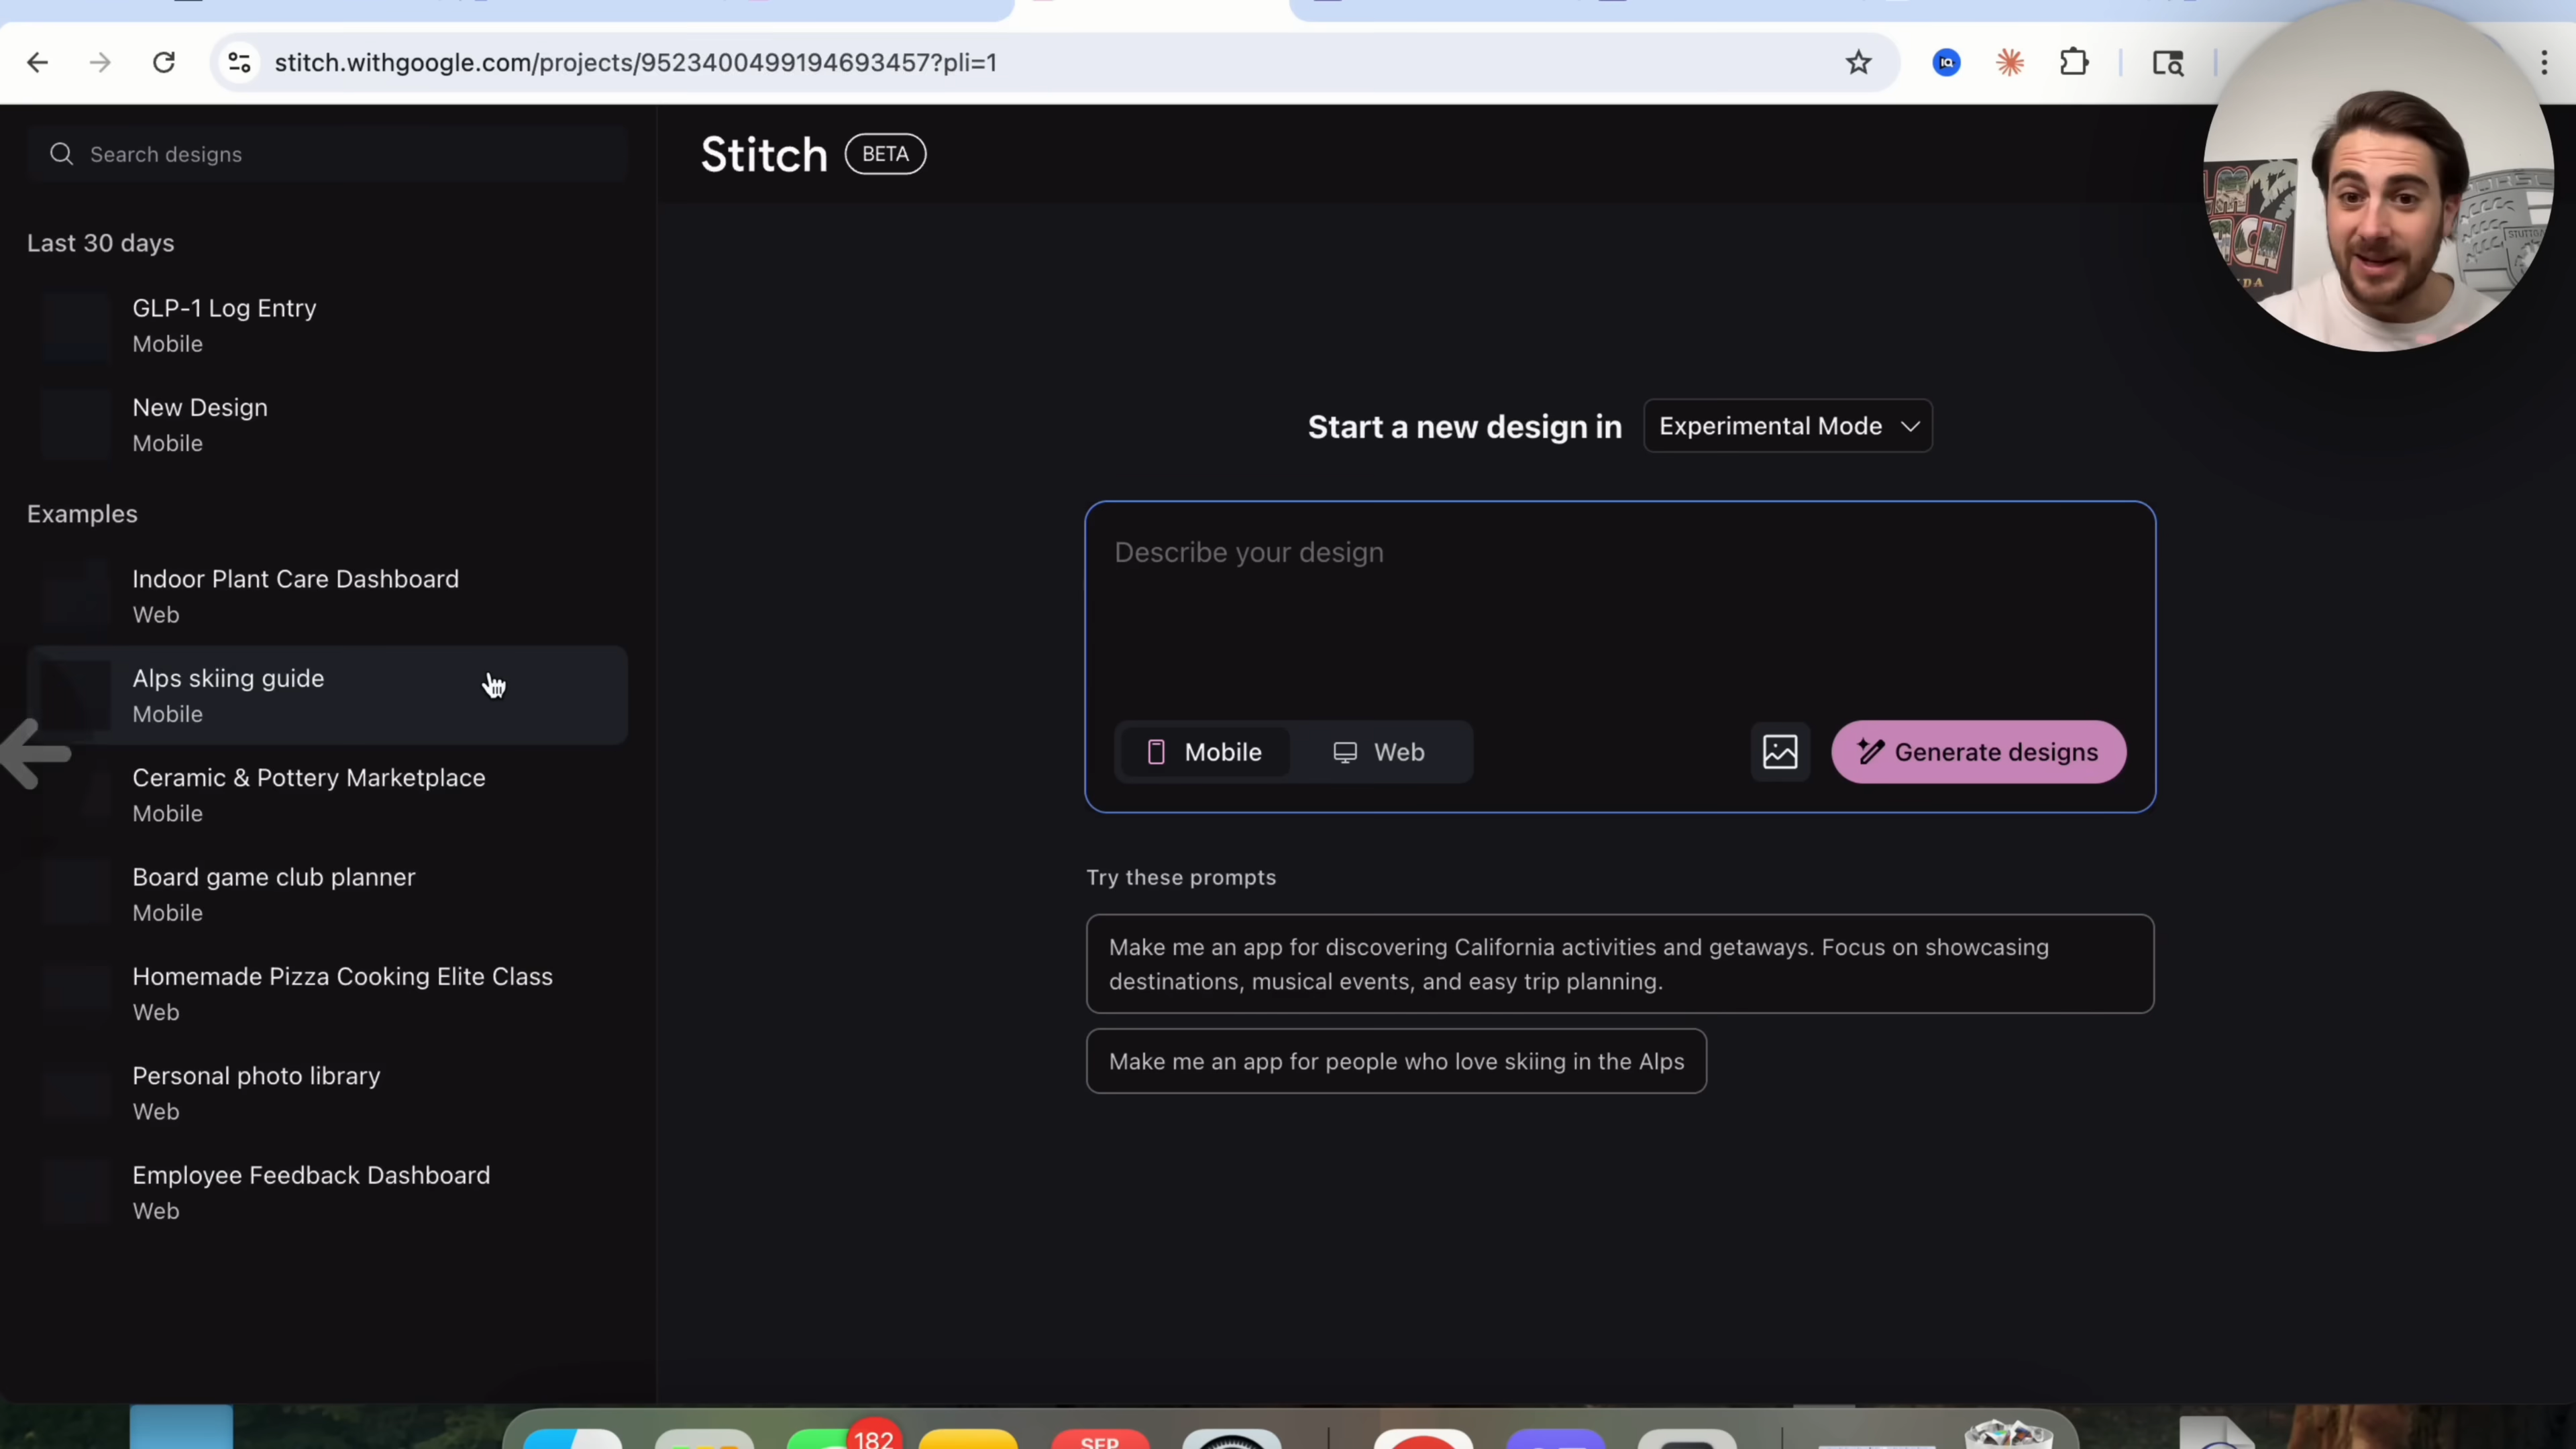 stitch.withgoogle.com/projects/9523400499194693457?pli=1
Search designs
Stitch BETA
Last 30 days
GLP-1 Log Entry
Mobile
New Design
Mobile
Examples
Indoor Plant Care Dashboard
Web
Alps skiing guide
Mobile
Ceramic & Pottery Marketplace
Mobile
Board game club planner
Mobile
Homemade Pizza Cooking Elite Class
Web
Personal photo library
Web
Employee Feedback Dashboard
Web
Start a new design in Experimental Mode
Describe your design
Mobile Web Generate designs
Try these prompts
Make me an app for discovering California activities and getaways. Focus on showcasing
destinations, musical events, and easy trip planning.
Make me an app for people who love skiing in the Alps
182
SEP